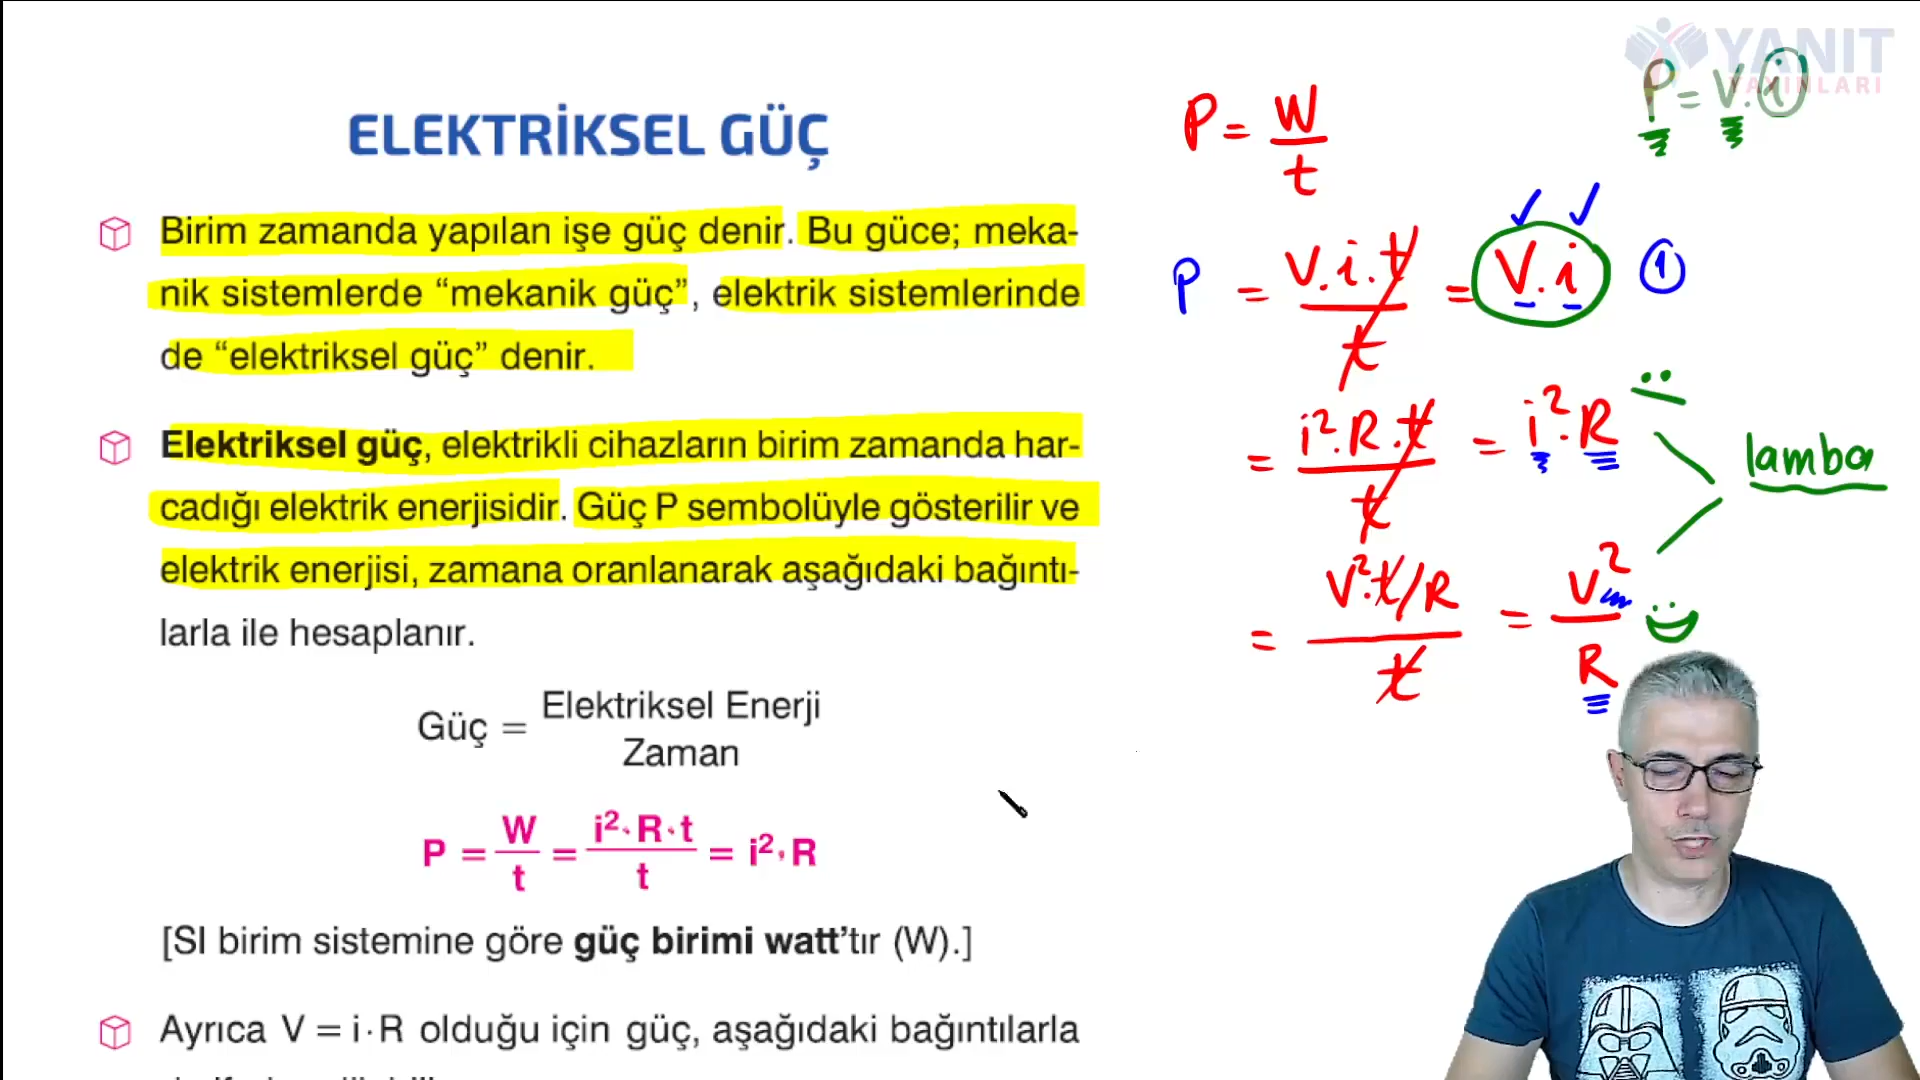 YANIT
YAYINLARI
P = V.i
ELEKTRİKSEL GÜÇ
Birim zamanda yapılan işe güç denir. Bu güce; meka-
nik sistemlerde “mekanik güç”, elektrik sistemlerinde
de “elektriksel güç” denir.
Elektriksel güç, elektrikli cihazların birim zamanda har-
cadığı elektrik enerjisidir. Güç P sembolüyle gösterilir ve
elektrik enerjisi, zamana oranlanarak aşağıdaki bağıntı-
larla ile hesaplanır.
Güç = Elektriksel Enerji / Zaman
P = W/t = i²·R·t/t = i²·R
[SI birim sistemine göre güç birimi watt’tır (W).]
Ayrıca V = i·R olduğu için güç, aşağıdaki bağıntılarla
P = W/t
P = V.i.t/t = V.i 1
= i².R.t/t = i².R
lamba
= V².t/R/t = V²/R